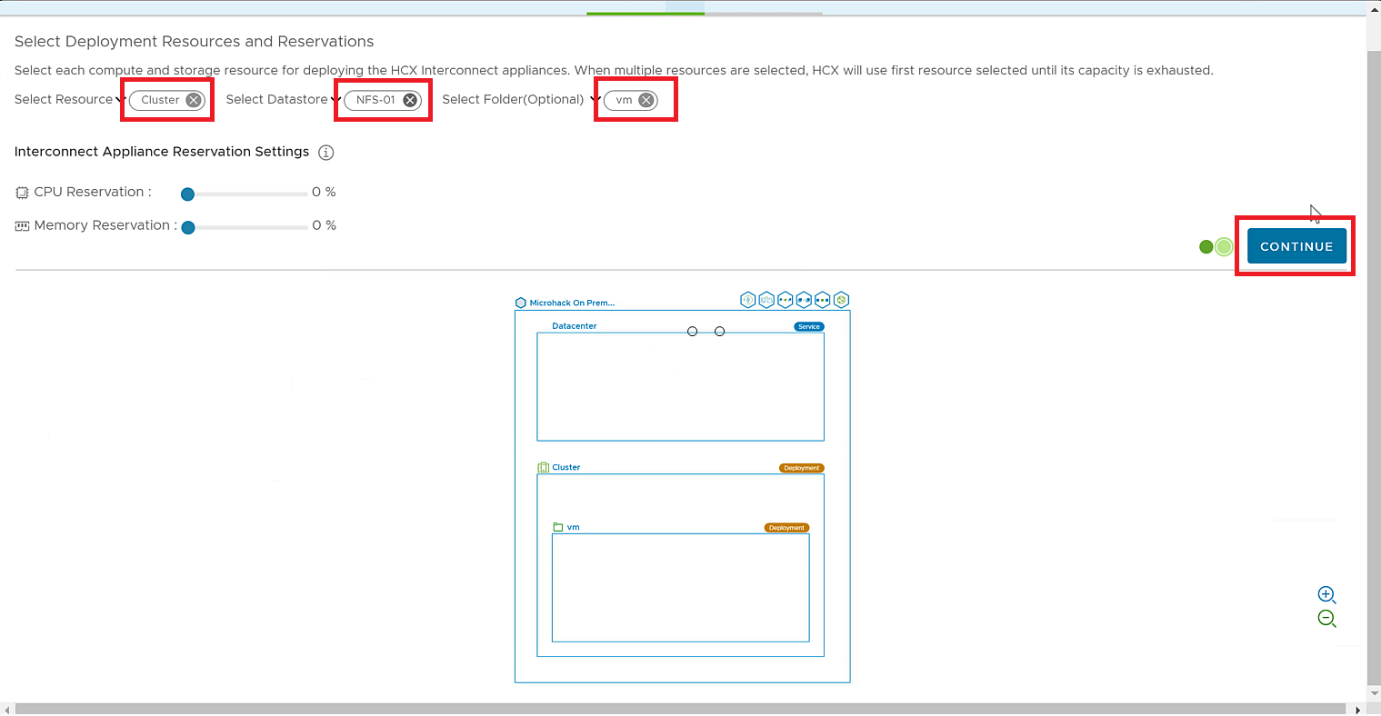 Select Deployment Resources and Reservations
Select each compute and storage resource for deploying the HCX Interconnect appliances. When multiple resources are selected, HCX will use first resource selected until its capacity is exhausted.
Select Resource Cluster Select Datastore NFS-01 Select Folder(Optional) vm
Interconnect Appliance Reservation Settings
CPU Reservation : 0 %
Memory Reservation : 0 %
CONTINUE
Microhack On Prem...
Datacenter Service
Cluster Deployment
vm Deployment